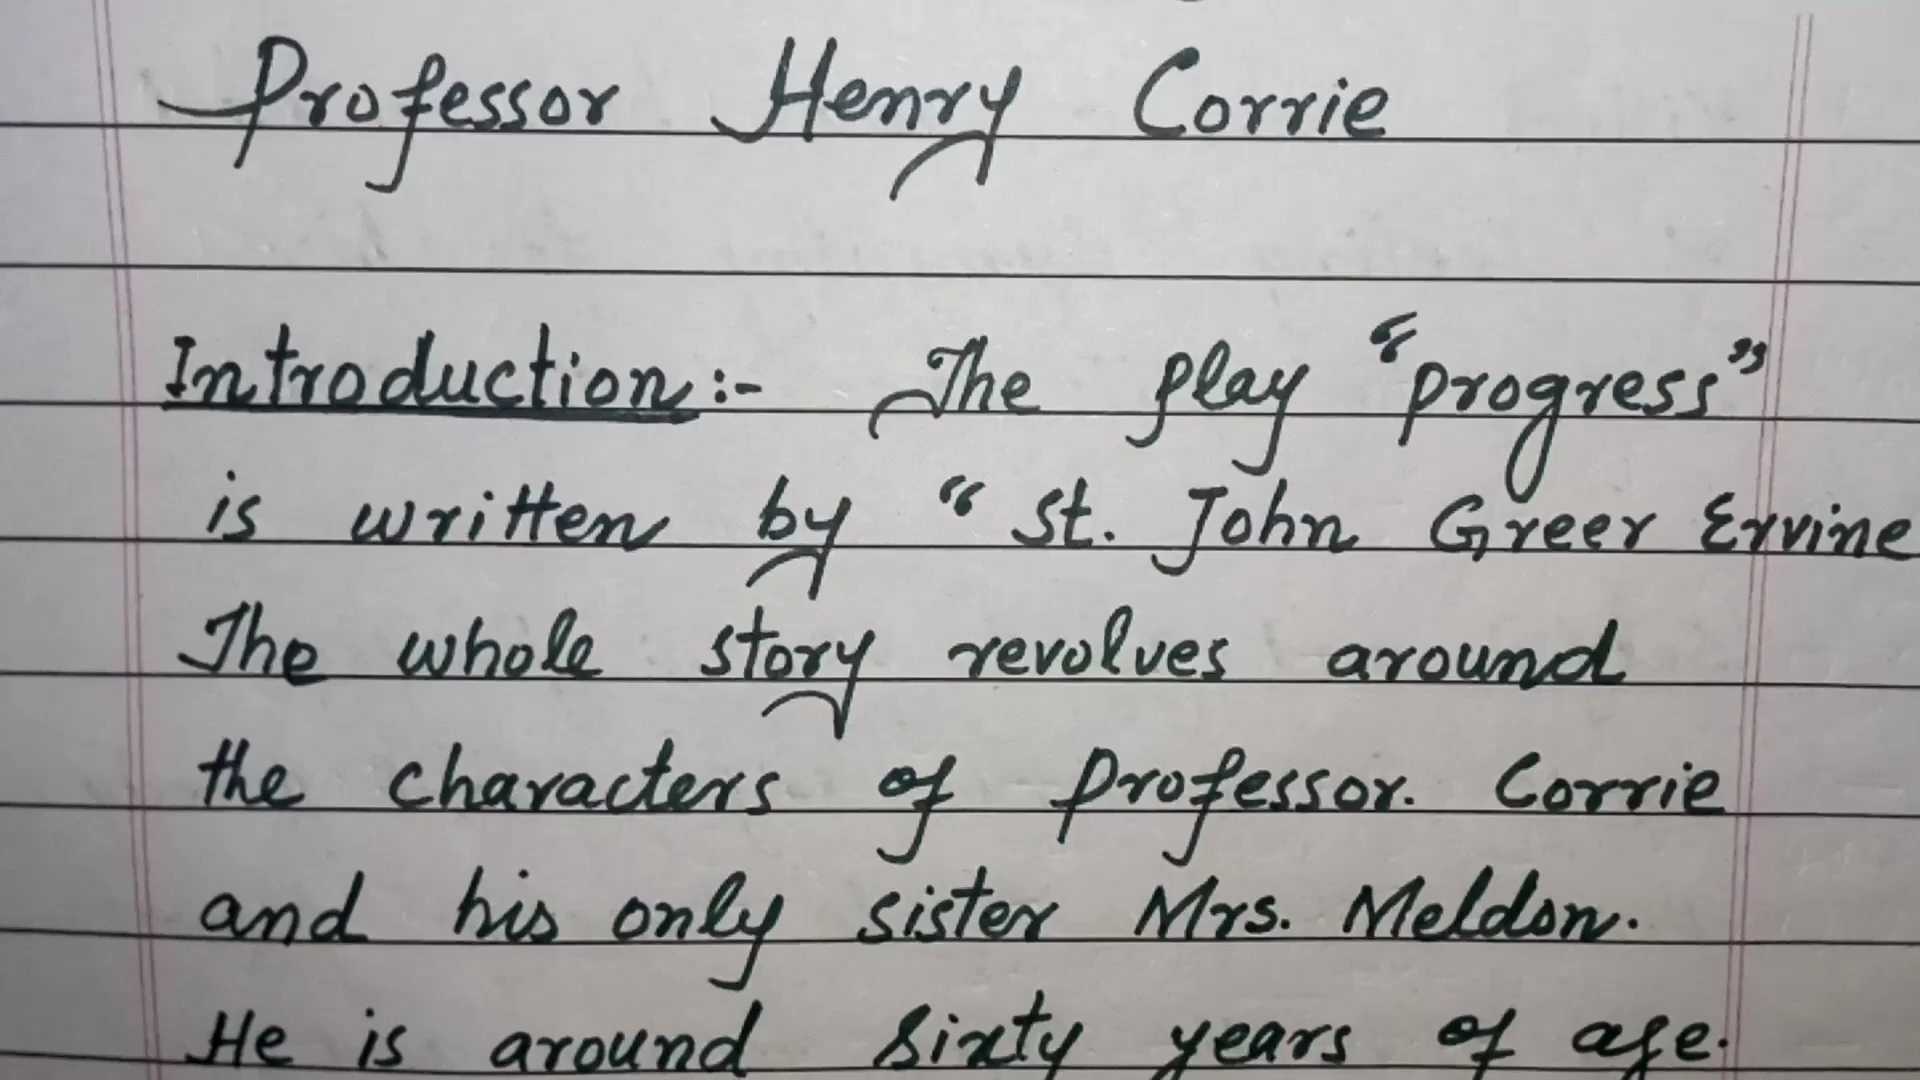 Professor Henry Corrie
Introduction:- The play "progress"
is written by " St. John Greer Ervine
The whole story revolves around
the characters of professor. Corrie
and his only sister Mrs. Meldon.
He is around sixty years of age.